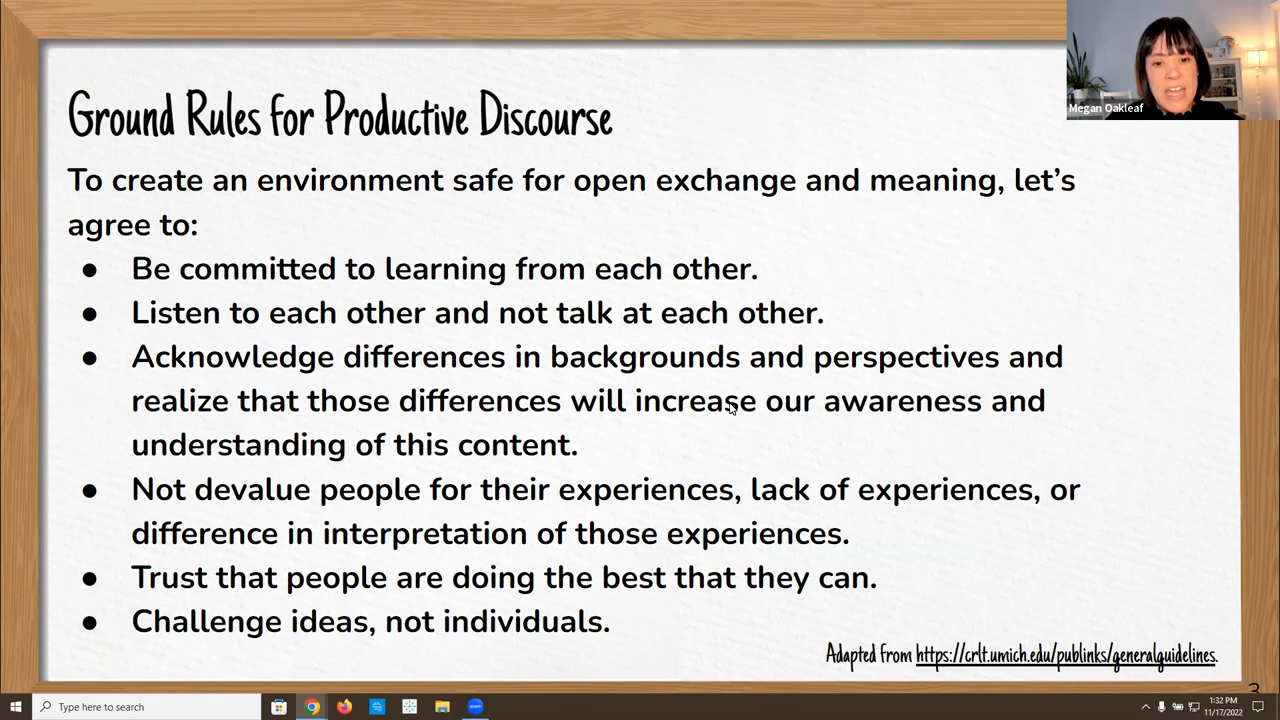 Megan Oakleaf
Ground Rules for Productive Discourse
To create an environment safe for open exchange and meaning, let's
agree to:
● Be committed to learning from each other.
● Listen to each other and not talk at each other.
● Acknowledge differences in backgrounds and perspectives and
realize that those differences will increase our awareness and
understanding of this content.
● Not devalue people for their experiences, lack of experiences, or
difference in interpretation of those experiences.
● Trust that people are doing the best that they can.
● Challenge ideas, not individuals.
Adapted from https://crlt.umich.edu/publinks/generalguidelines.
3
Type here to search
1:32 PM
11/17/2022